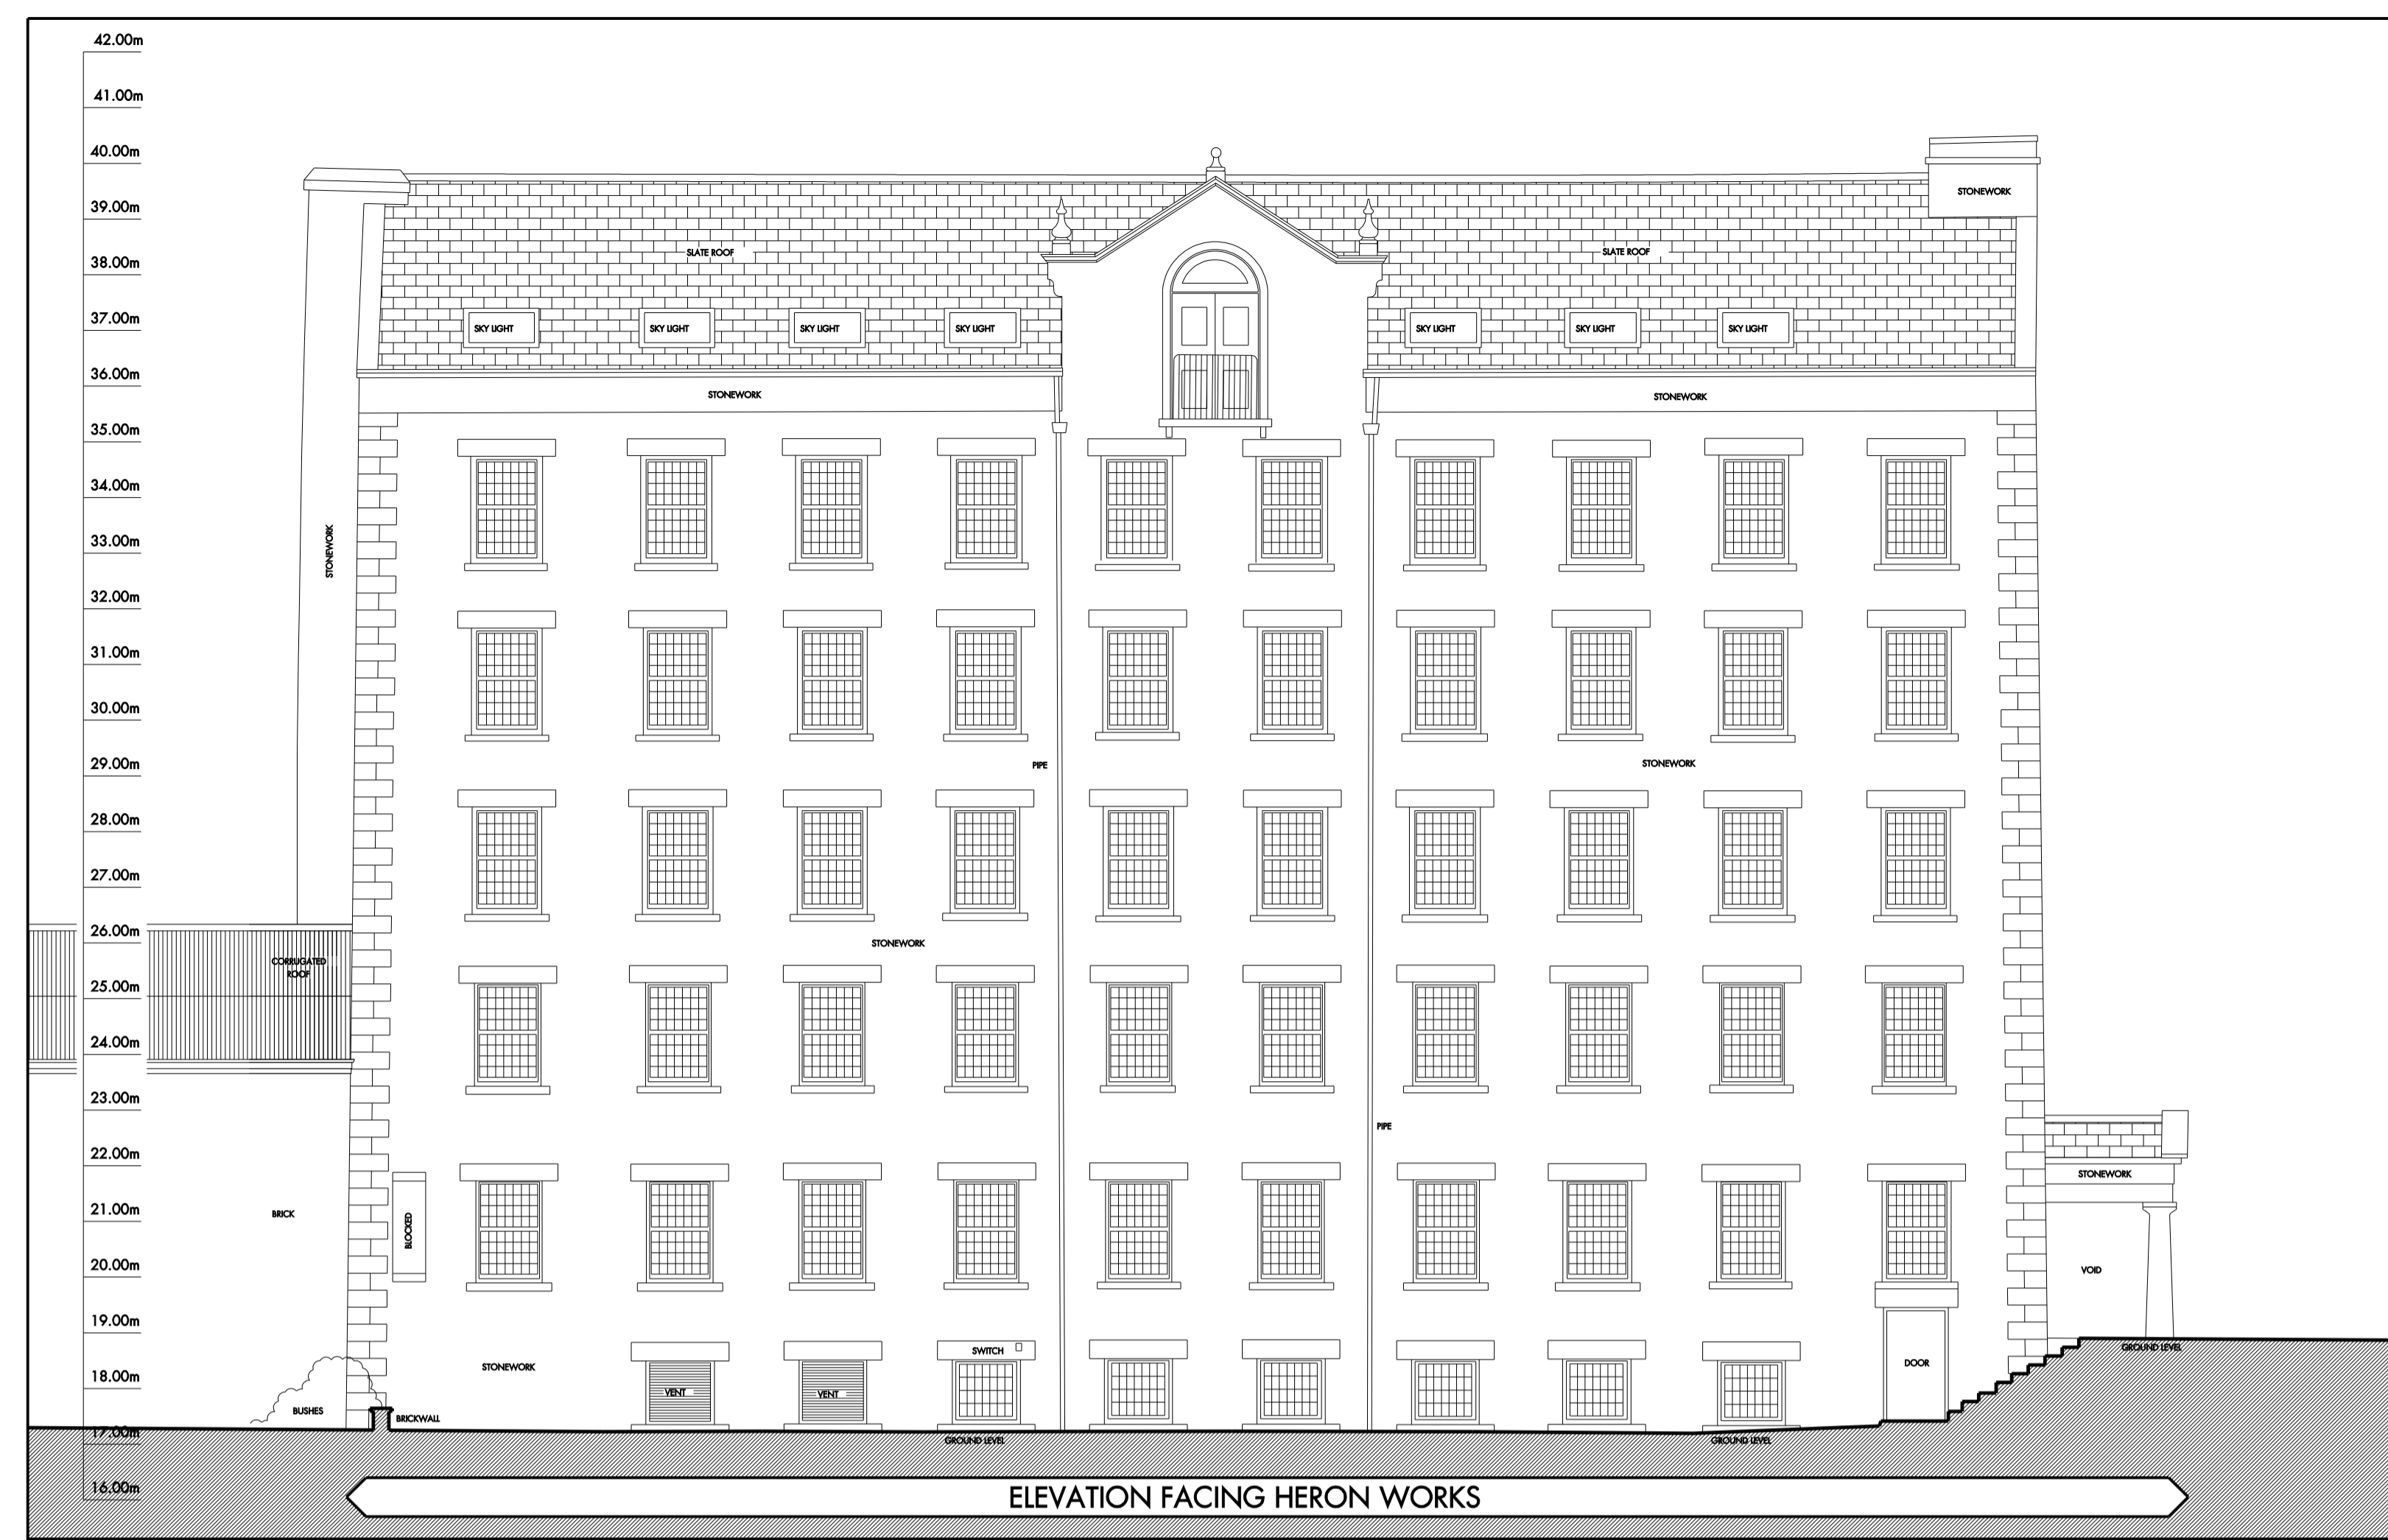 42.00m
41.00m
40.00m
39.00m
38.00m
37.00m
36.00m
35.00m
34.00m
33.00m
32.00m
31.00m
30.00m
29.00m
28.00m
27.00m
26.00m
25.00m
24.00m
23.00m
22.00m
21.00m
20.00m
19.00m
18.00m
17.00m
16.00m
STONEWORK
SLATE ROOF
SLATE ROOF
SKY LIGHT
SKY LIGHT
SKY LIGHT
SKY LIGHT
SKY LIGHT
SKY LIGHT
SKY LIGHT
STONEWORK
STONEWORK
STONEWORK
PIPE
STONEWORK
STONEWORK
CORRUGATED
ROOF
PIPE
STONEWORK
BRICK
BLOCKED
VOID
SWITCH
GROUND LEVEL
STONEWORK
DOOR
VENT
VENT
BUSHES
BRICKWALL
GROUND LEVEL
GROUND LEVEL
ELEVATION FACING HERON WORKS